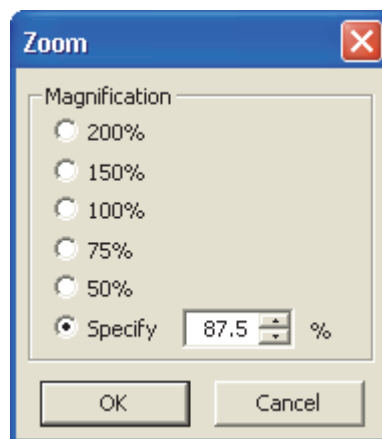 Zoom
Magnification
200%
150%
100%
75%
50%
Specify 87.5 %
OK Cancel